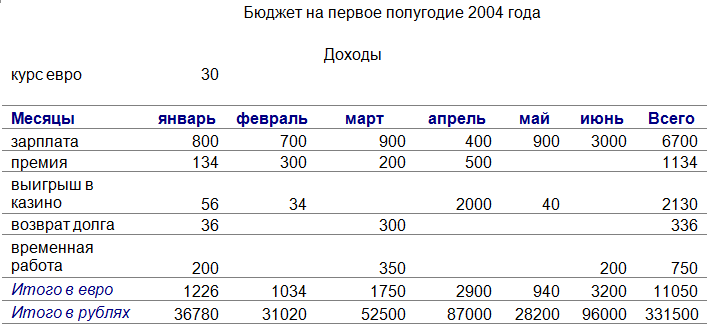 Бюджет на первое полугодие 2004 года
Доходы
курс евро 30
Месяцы январь февраль март апрель май июнь Всего
зарплата 800 700 900 400 900 3000 6700
премия 134 300 200 500 1134
выигрыш в
казино 56 34 2000 40 2130
возврат долга 36 300 336
временная
работа 200 350 200 750
Итого в евро 1226 1034 1750 2900 940 3200 11050
Итого в рублях 36780 31020 52500 87000 28200 96000 331500